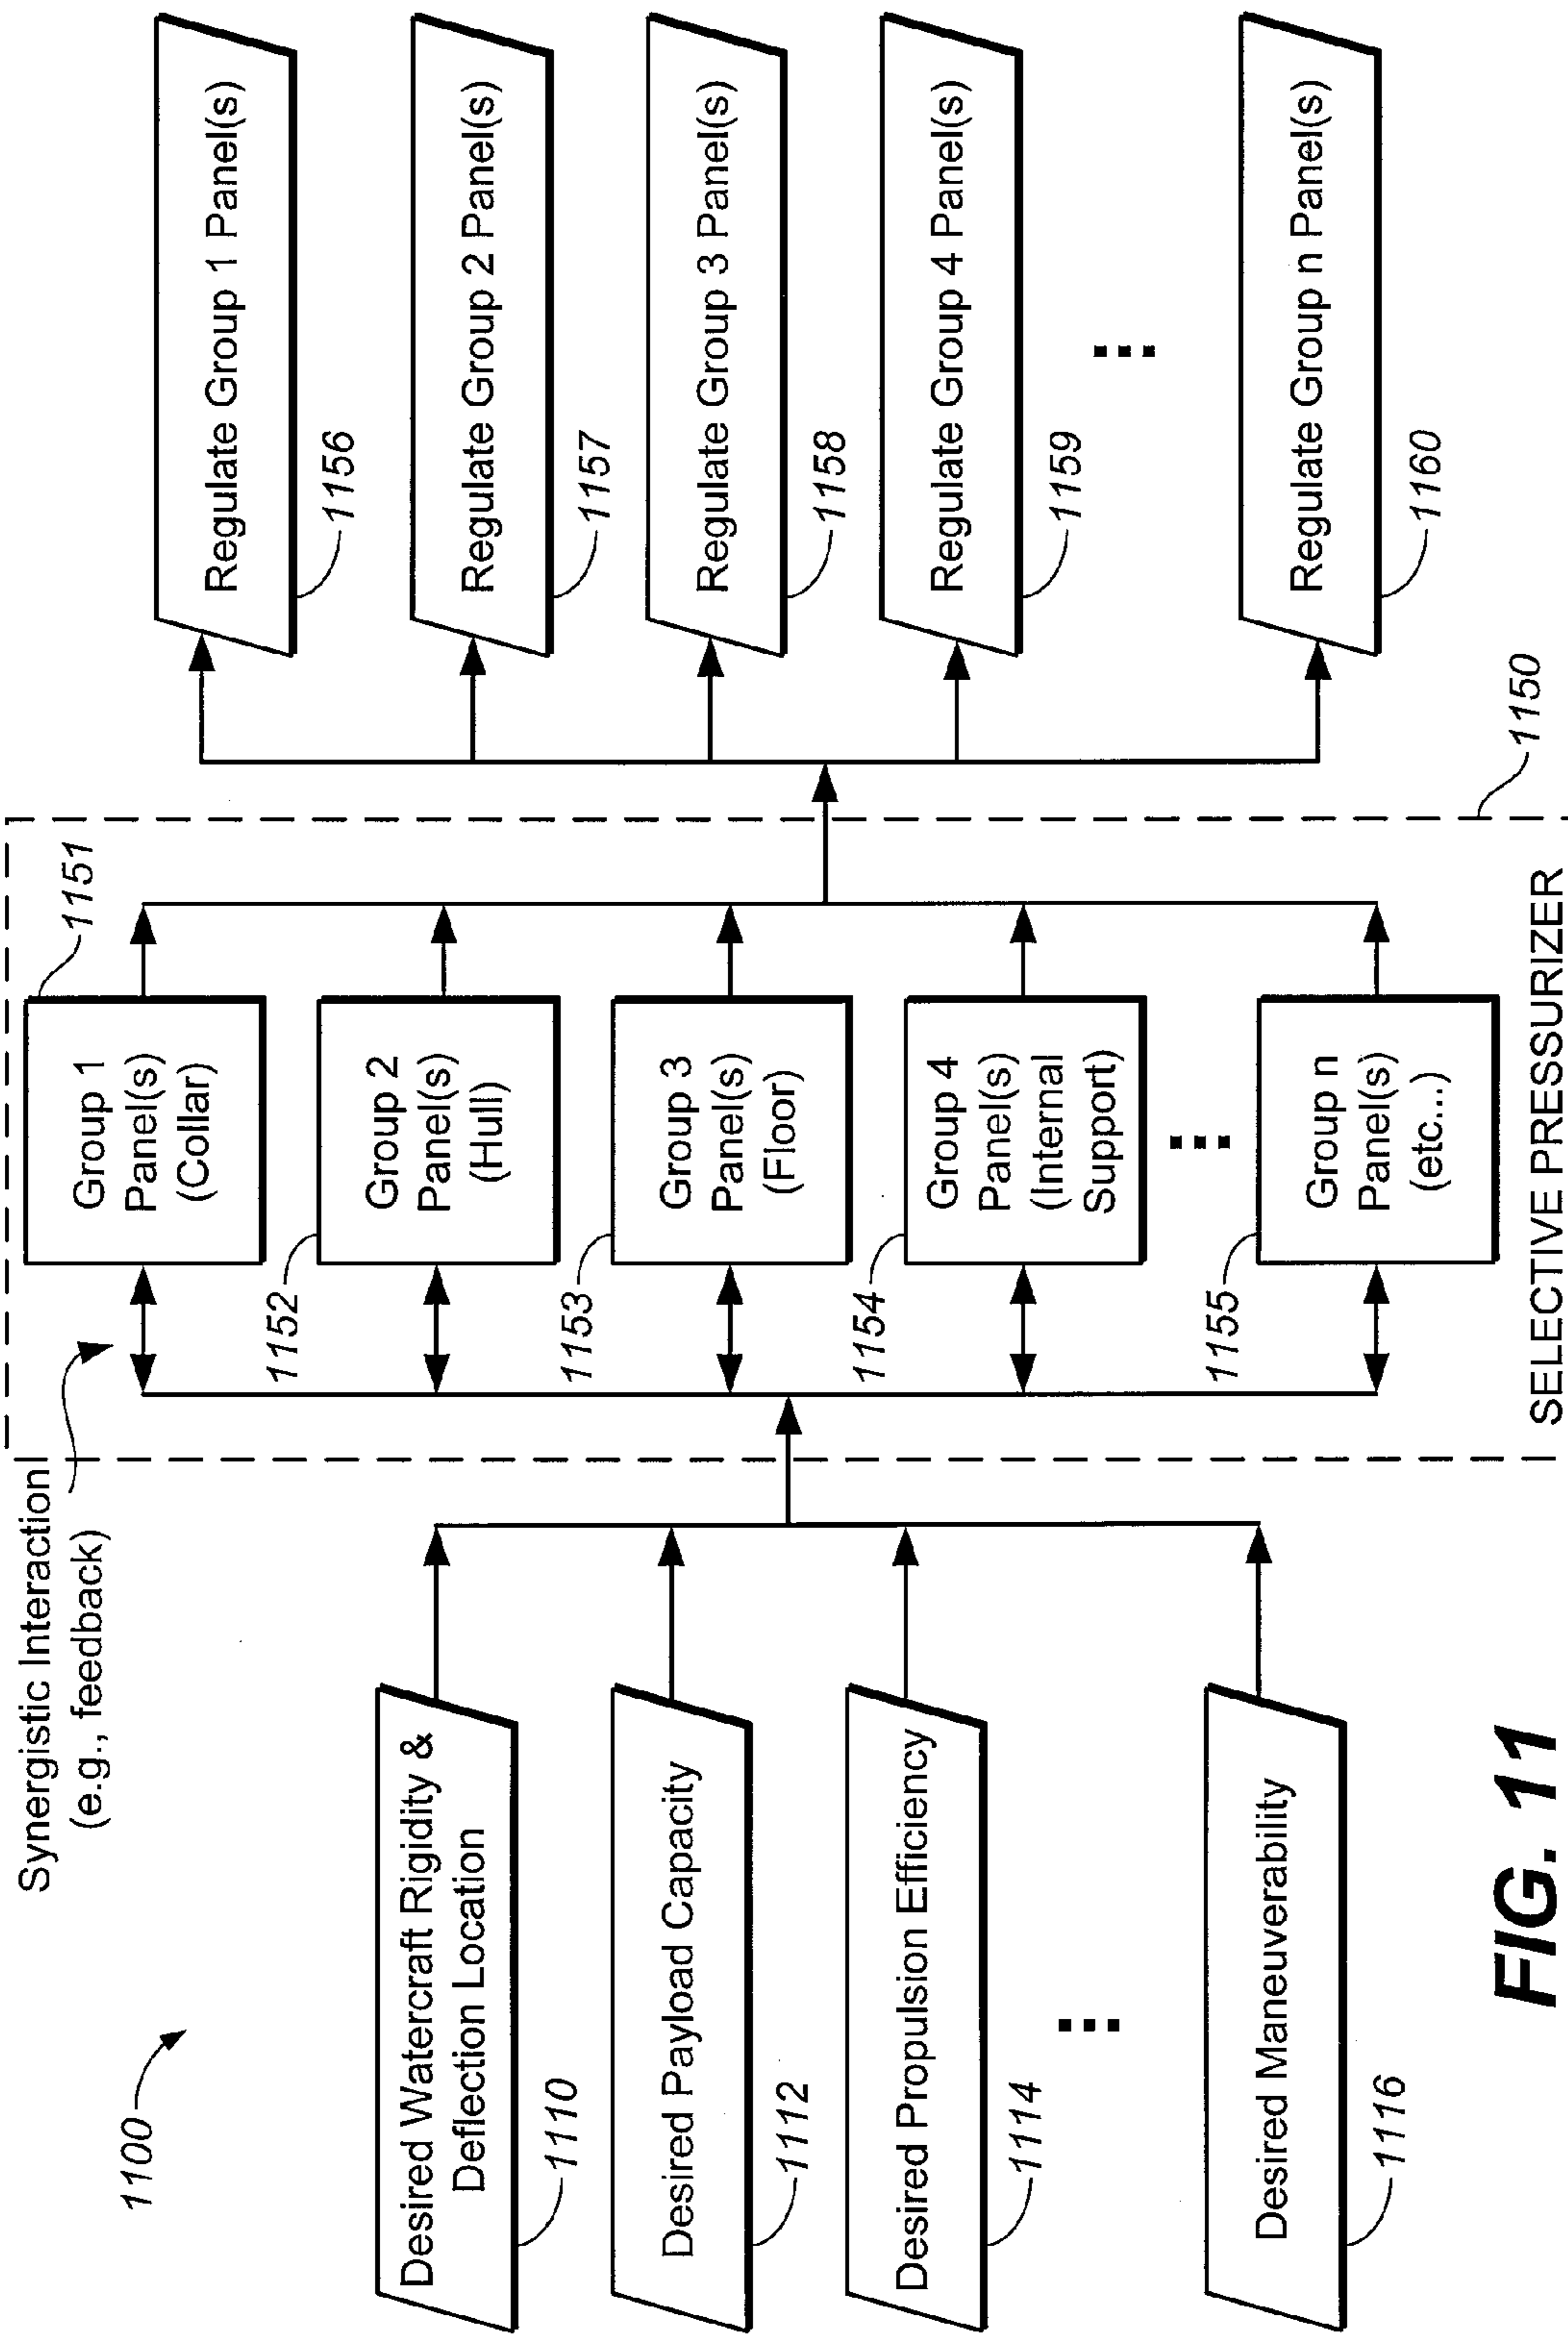 1100
Synergistic Interaction
(e.g., feedback)
Desired Watercraft Rigidity &
Deflection Location
1110
Desired Payload Capacity
1112
Desired Propulsion Efficiency
1114
Desired Maneuverability
1116
Group 1
Panel(s)
(Collar)
1151
Group 2
Panel(s)
(Hull)
1152
Group 3
Panel(s)
(Floor)
1153
Group 4
Panel(s)
(Internal
Support)
1154
Group n
Panel(s)
(etc...)
1155
SELECTIVE PRESSURIZER
1150
Regulate Group 1 Panel(s)
1156
Regulate Group 2 Panel(s)
1157
Regulate Group 3 Panel(s)
1158
Regulate Group 4 Panel(s)
1159
Regulate Group n Panel(s)
1160
FIG. 11